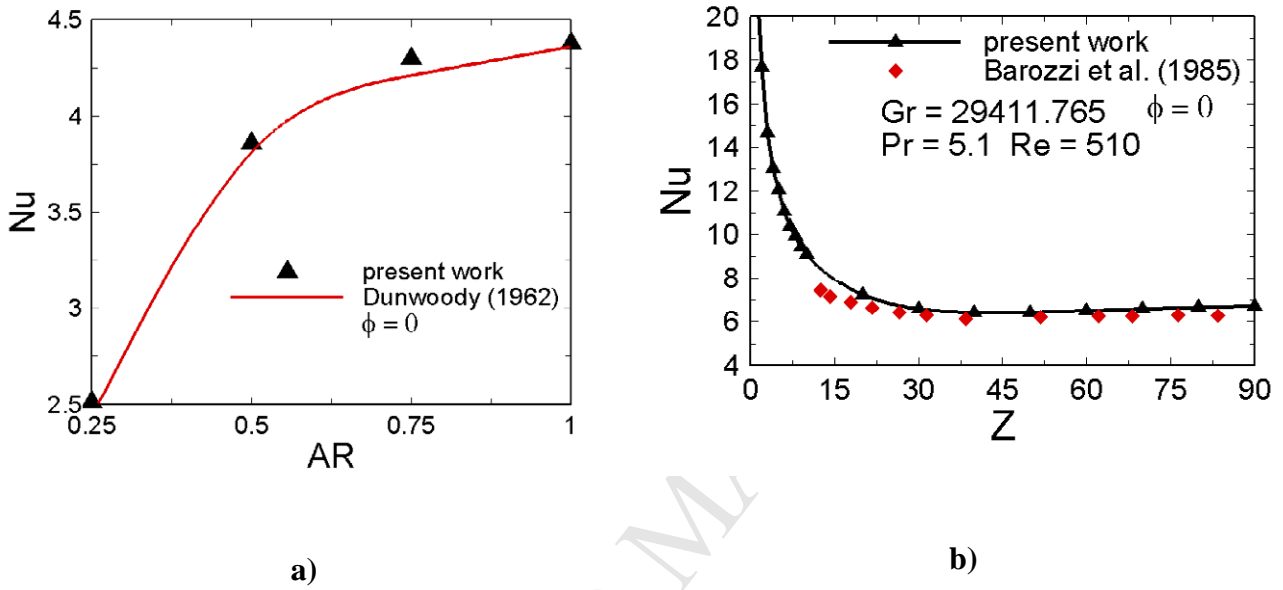 4.5
4
3.5
3
2.5
Nu
present work
Dunwoody (1962)
ϕ = 0
0.25
0.5
0.75
1
AR
a)
20
18
16
14
12
10
8
6
4
Nu
present work
Barozzi et al. (1985)
Gr = 29411.765 ϕ = 0
Pr = 5.1 Re = 510
0
15
30
45
60
75
90
Z
b)